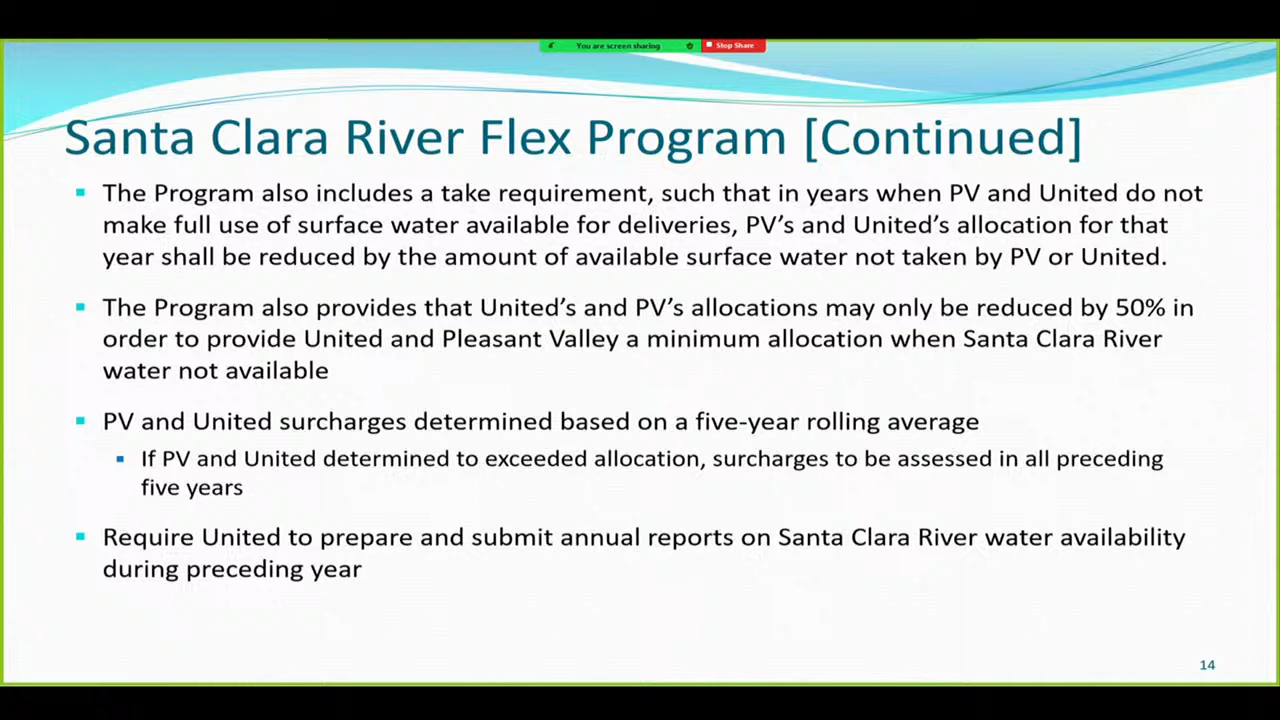 You are screen sharing
Stop Share
Santa Clara River Flex Program [Continued]
The Program also includes a take requirement, such that in years when PV and United do not
make full use of surface water available for deliveries, PV's and United's allocation for that
year shall be reduced by the amount of available surface water not taken by PV or United.
The Program also provides that United's and PV's allocations may only be reduced by 50% in
order to provide United and Pleasant Valley a minimum allocation when Santa Clara River
water not available
PV and United surcharges determined based on a five-year rolling average
If PV and United determined to exceeded allocation, surcharges to be assessed in all preceding
five years
Require United to prepare and submit annual reports on Santa Clara River water availability
during preceding year
14